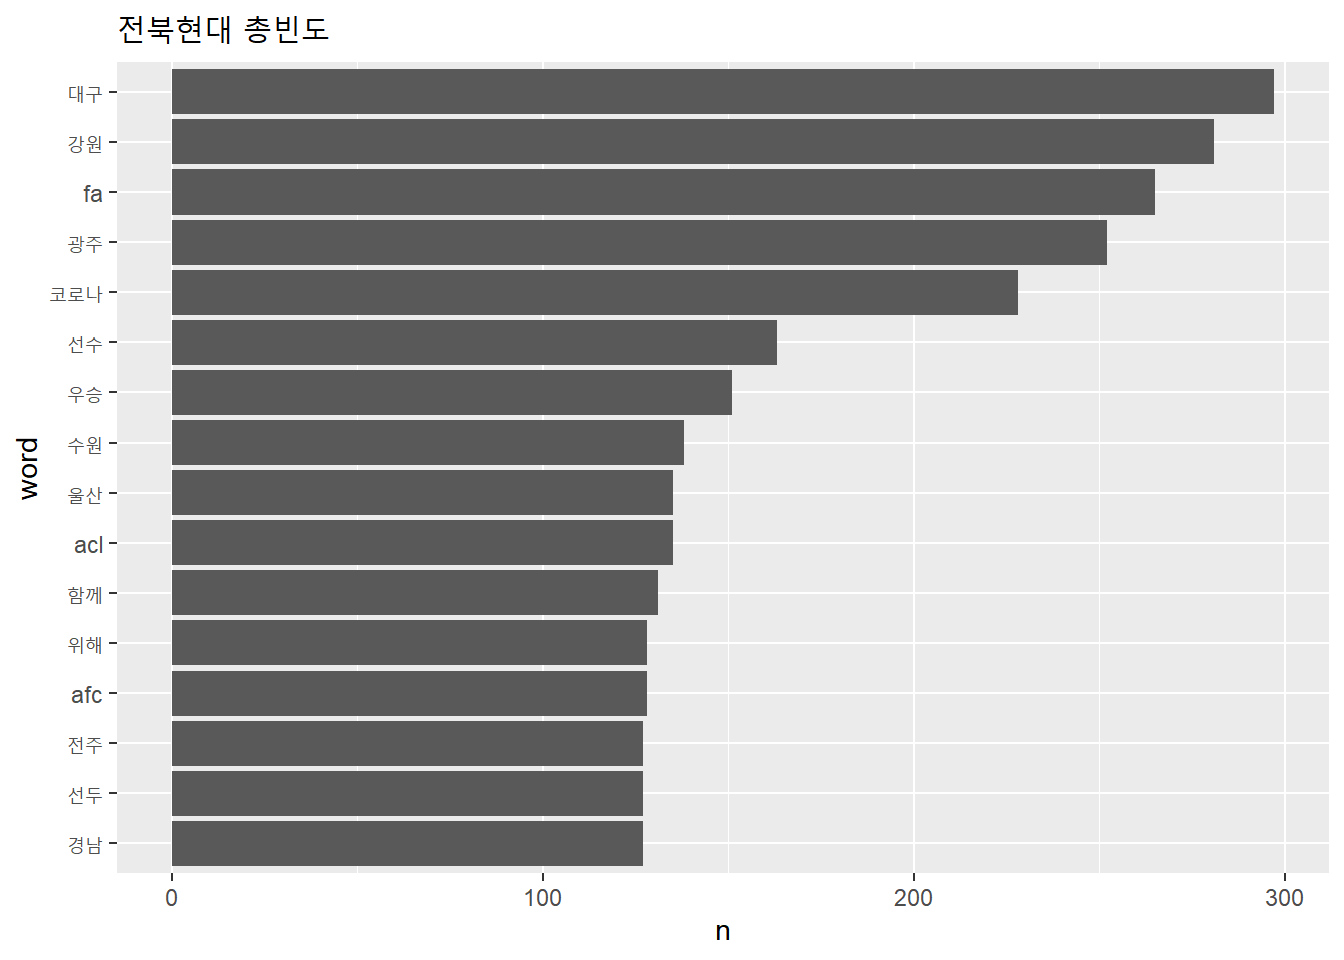 전북현대 총빈도
대구
강원
fa
광주
코로나
선수
우승
수원
울산
acl
함께
위해
afc
전주
선두
경남
word
0 100 200 300
n